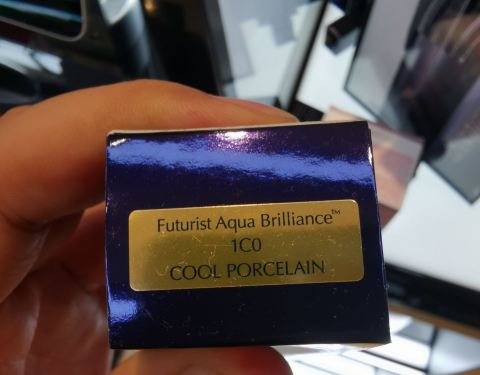 Futurist Aqua Brilliance™
1C0
COOL PORCELAIN